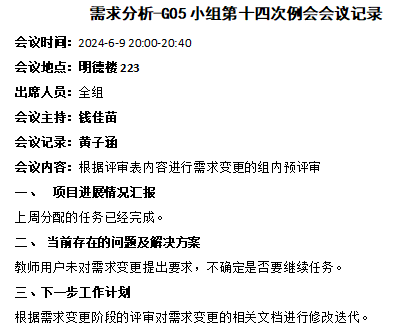 需求分析-G05 小组第十四次例会会议记录
会议时间：2024-6-9 20:00-20:40
会议地点：明德楼 223
出席人员：全组
会议主持：钱佳苗
会议记录：黄子涵
会议内容：根据评审表内容进行需求变更的组内预评审
一、 项目进展情况汇报
上周分配的任务已经完成。
二、 当前存在的问题及解决方案
教师用户未对需求变更提出要求，不确定是否要继续任务。
三、下一步工作计划
根据需求变更阶段的评审对需求变更的相关文档进行修改迭代。